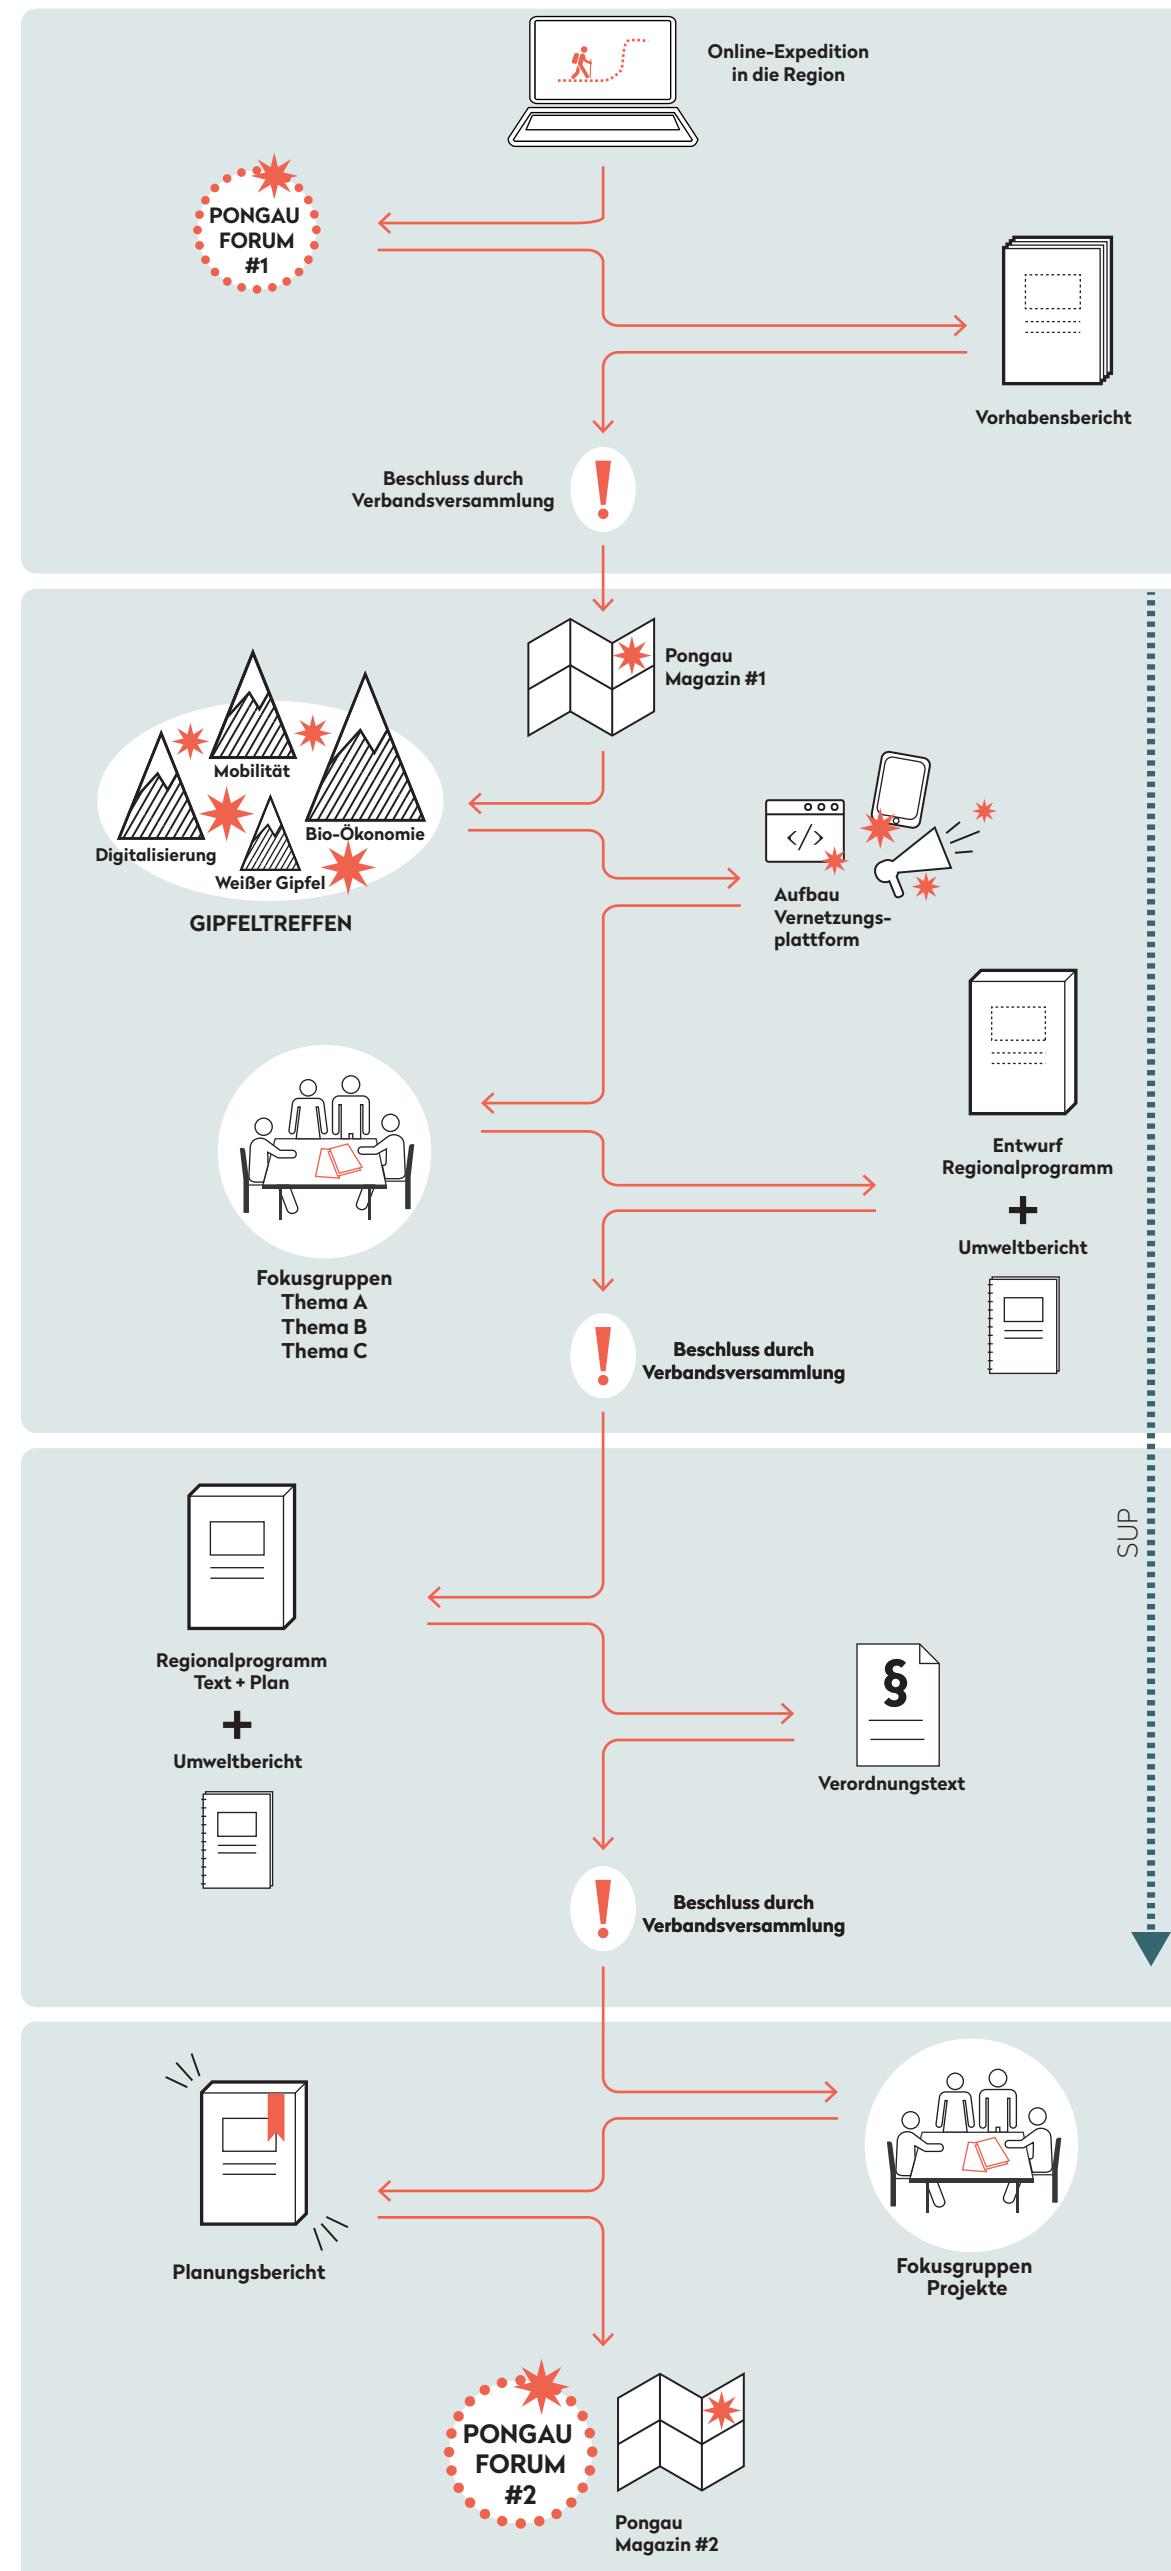 Online-Expedition
in die Region
PONGAU
FORUM
#1
Vorhabensbericht
Beschluss durch
Verbandsversammlung
!
Pongau
Magazin #1
Mobilität
Bio-Ökonomie
Digitalisierung
Weißer Gipfel
GIPFELTREFFEN
</>
Aufbau
Vernetzungs-
plattform
Entwurf
Regionalprogramm
+
Umweltbericht
Fokusgruppen
Thema A
Thema B
Thema C
!
Beschluss durch
Verbandsversammlung
SUP
Regionalprogramm
Text + Plan
+
Umweltbericht
§
Verordnungstext
!
Beschluss durch
Verbandsversammlung
Planungsbericht
Fokusgruppen
Projekte
PONGAU
FORUM
#2
Pongau
Magazin #2